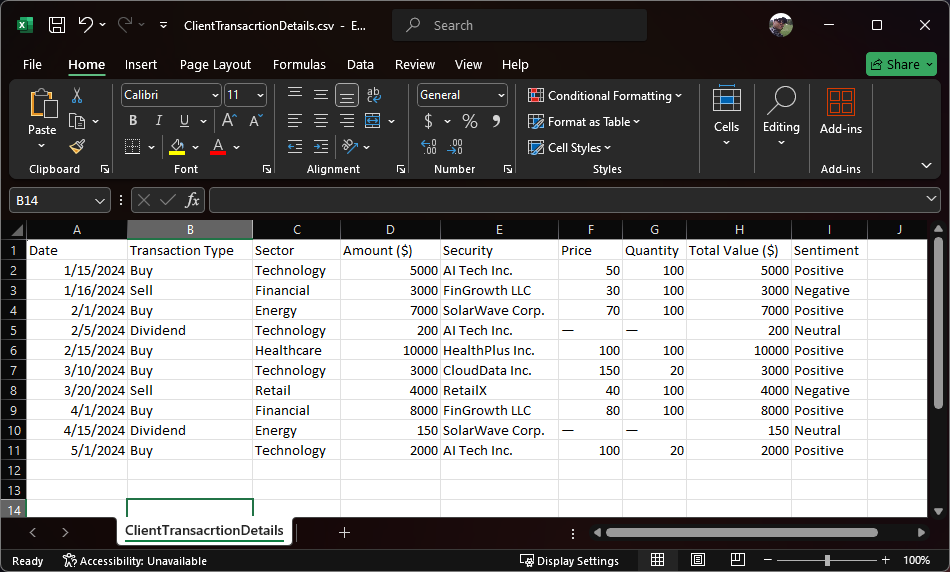 ClientTransacrtionDetails.csv - E...
Search
File Home Insert Page Layout Formulas Data Review View Help Share
Paste
Clipboard
Calibri 11
B I U A A
A
Font
ab
Alignment
General
$ % 9
.00 .00
Number
Conditional Formatting
Format as Table
Cell Styles
Styles
Cells
Editing
Add-ins
Add-ins
B14 fx
A B C D E F G H I J
1 Date Transaction Type Sector Amount ($) Security Price Quantity Total Value ($) Sentiment
2 1/15/2024 Buy Technology 5000 AI Tech Inc. 50 100 5000 Positive
3 1/16/2024 Sell Financial 3000 FinGrowth LLC 30 100 3000 Negative
4 2/1/2024 Buy Energy 7000 SolarWave Corp. 70 100 7000 Positive
5 2/5/2024 Dividend Technology 200 AI Tech Inc. — — 200 Neutral
6 2/15/2024 Buy Healthcare 10000 HealthPlus Inc. 100 100 10000 Positive
7 3/10/2024 Buy Technology 3000 CloudData Inc. 150 20 3000 Positive
8 3/20/2024 Sell Retail 4000 RetailX 40 100 4000 Negative
9 4/1/2024 Buy Financial 8000 FinGrowth LLC 80 100 8000 Positive
10 4/15/2024 Dividend Energy 150 SolarWave Corp. — — 150 Neutral
11 5/1/2024 Buy Technology 2000 AI Tech Inc. 100 20 2000 Positive
12
13
14
ClientTransacrtionDetails
Ready Accessibility: Unavailable Display Settings 100%